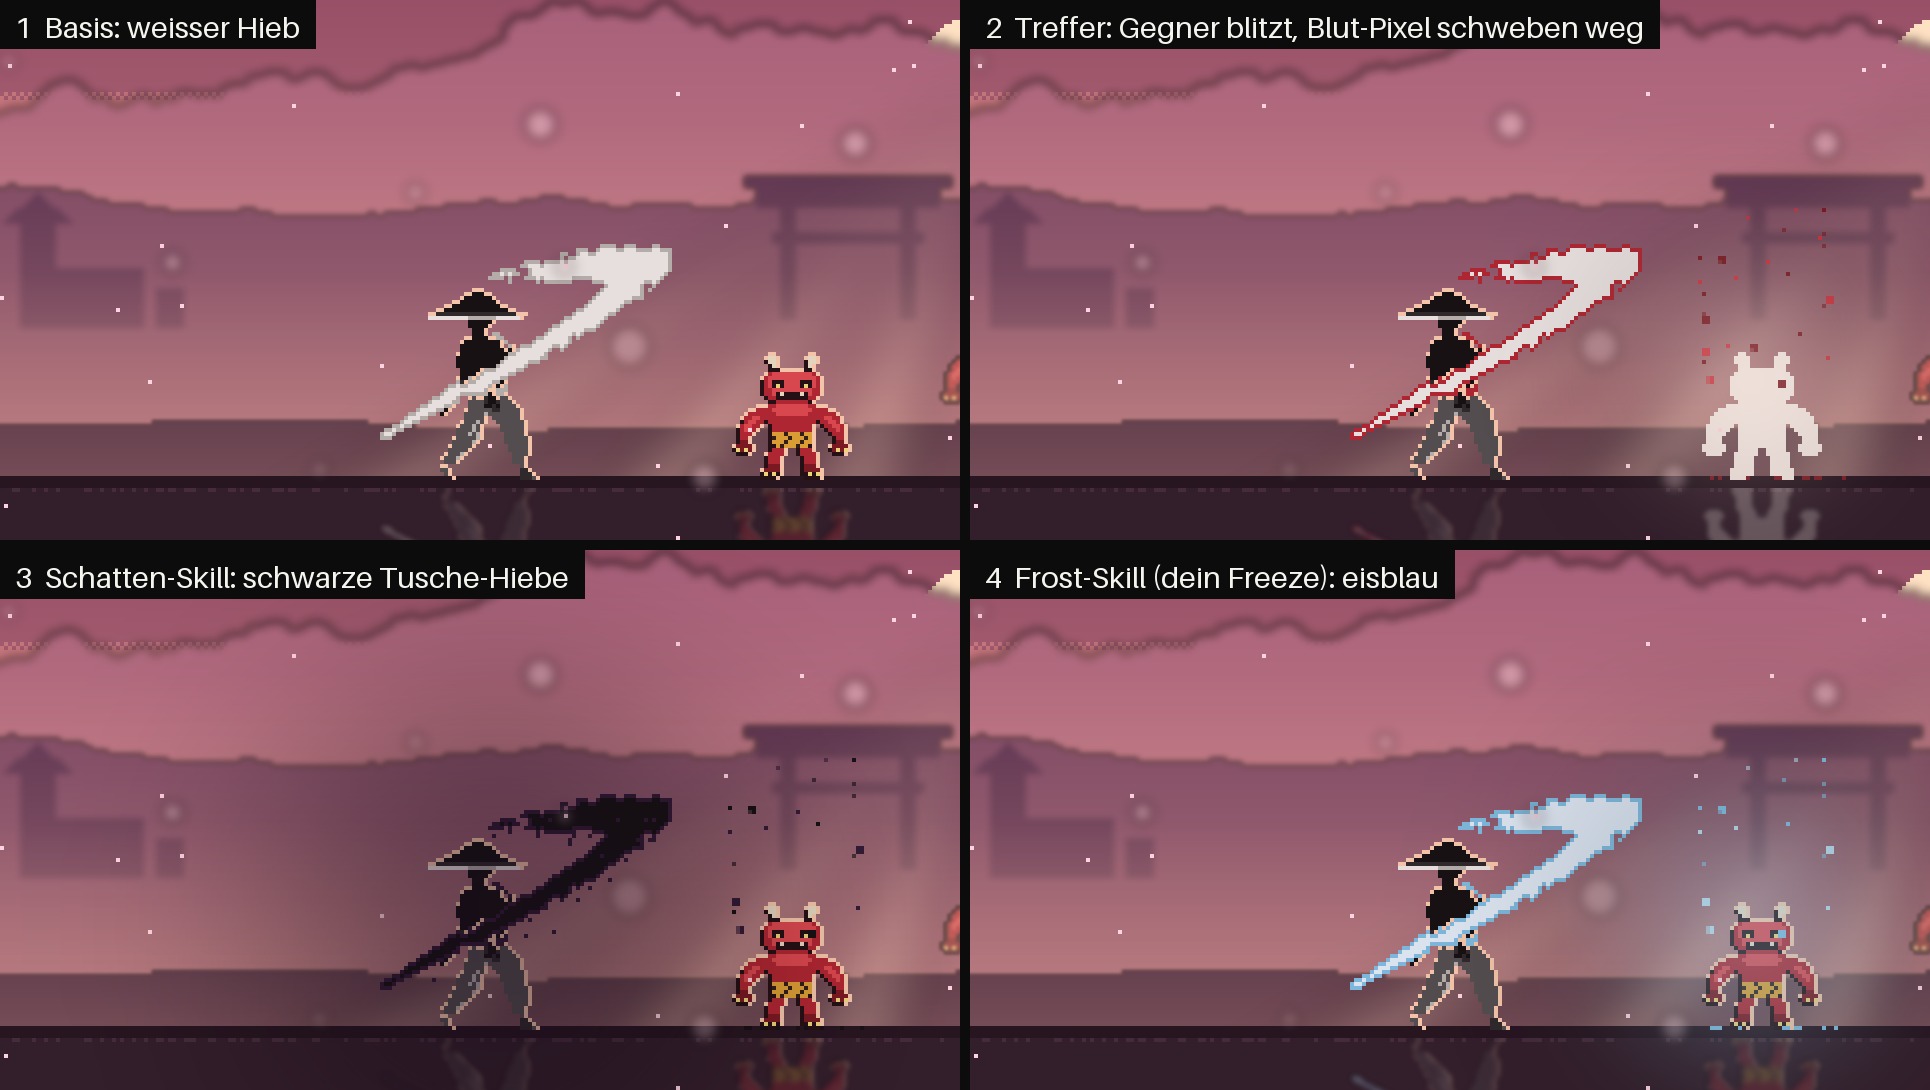 1 Basis: weisser Hieb
2 Treffer: Gegner blitzt, Blut-Pixel schweben weg
3 Schatten-Skill: schwarze Tusche-Hiebe
4 Frost-Skill (dein Freeze): eisblau